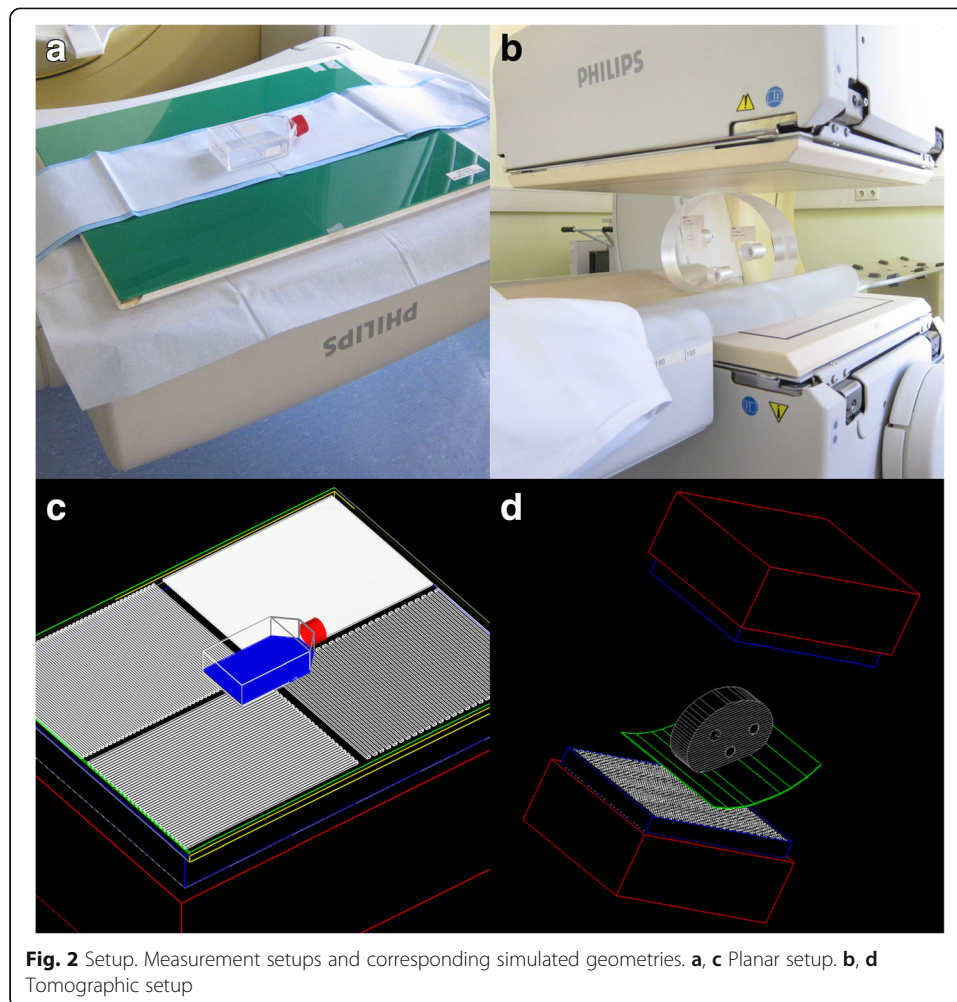 a
b
PHILIPS
PHILIPS
190
195
c
d
Fig. 2 Setup. Measurement setups and corresponding simulated geometries. a, c Planar setup. b, d
Tomographic setup